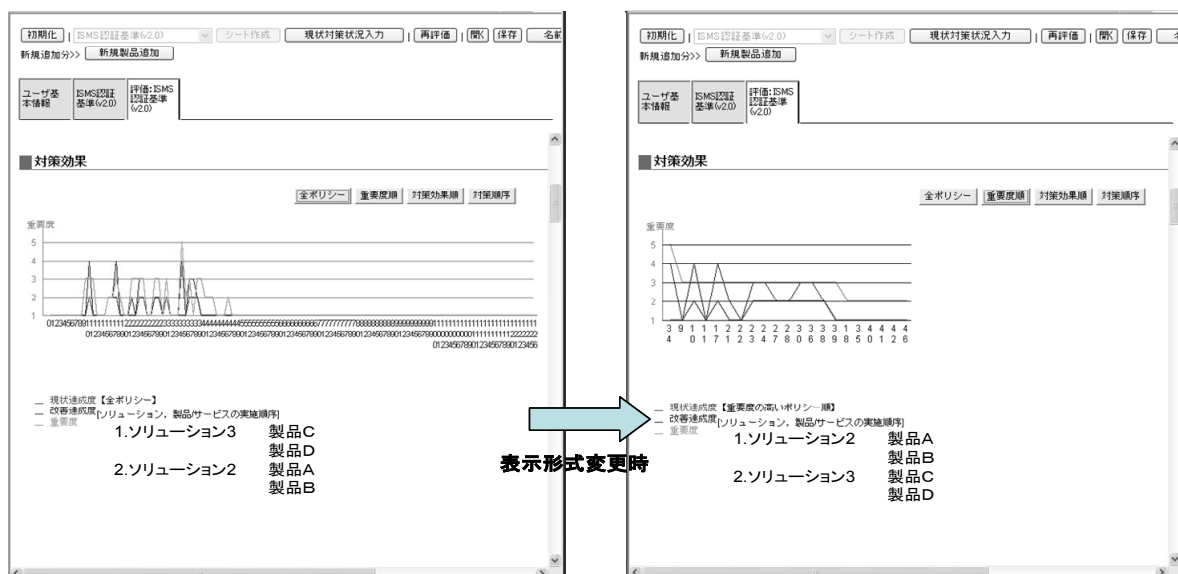 初期化 | ISMS認証基準(v2.0) シート作成 現状対策状況入力 | 再評価 | 開く 保存 名前
新規追加分>> 新規製品追加
ユーザ基本情報 ISMS認証基準(v2.0) 評価:ISMS認証基準(v2.0)
対策効果
全ポリシー 重要度順 対策効果順 対策順序
重要度
5
4
3
2
1
現状達成度【全ポリシー】
改善達成度[ソリューション，製品/サービスの実施順序]
重要度
1.ソリューション3 製品C
製品D
2.ソリューション2 製品A
製品B
表示形式変更時
初期化 | ISMS認証基準(v2.0) シート作成 現状対策状況入力 | 再評価 | 開く 保存
新規追加分>> 新規製品追加
ユーザ基本情報 ISMS認証基準(v2.0) 評価:ISMS認証基準(v2.0)
対策効果
全ポリシー 重要度順 対策効果順 対策順序
重要度
5
4
3
2
1
現状達成度【重要度の高いポリシー順】
改善達成度[ソリューション，製品/サービスの実施順序]
重要度
1.ソリューション2 製品A
製品B
2.ソリューション3 製品C
製品D